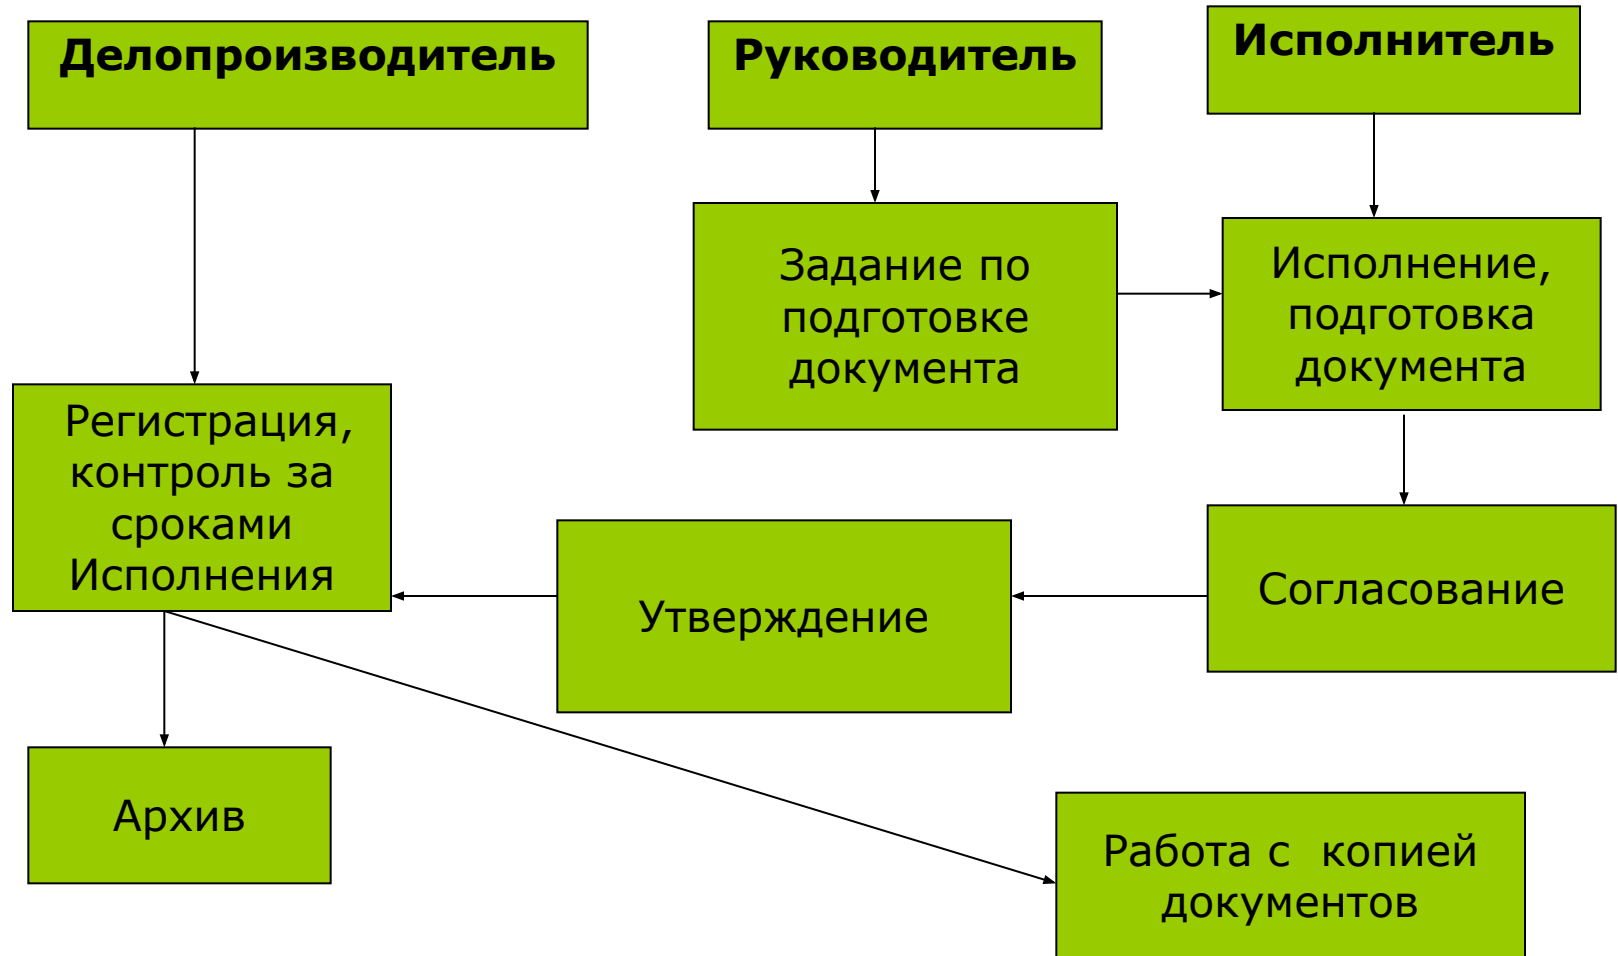 Делопроизводитель
Руководитель
Исполнитель
Задание по
подготовке
документа
Исполнение,
подготовка
документа
Регистрация,
контроль за
сроками
Исполнения
Утверждение
Согласование
Архив
Работа с копией
документов